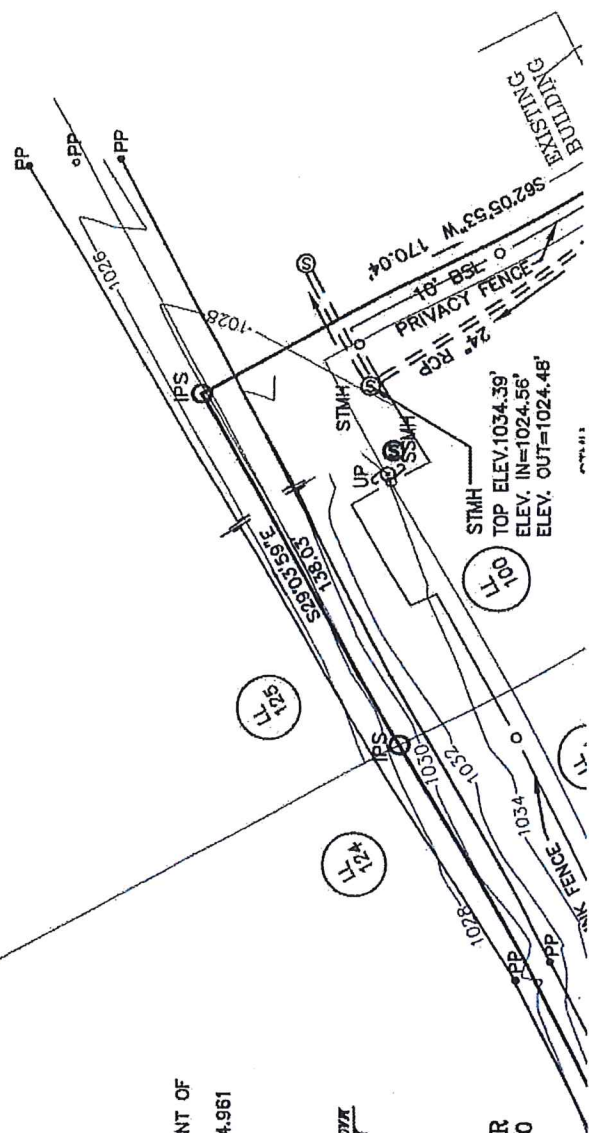 PP
PP
PP
1026
1028
IPS
EXISTING
BUILDING
S62°05'53"W
170.04'
10' BSL
PRIVACY FENCE
24" RCP
S
STMH
S
S
SSMH
UP
S29°03'59"E
138.03'
STMH
TOP ELEV.1034.39'
ELEV. IN=1024.56'
ELEV. OUT=1024.48'
LL
100
LL
125
IPS
1030
1032
1034
LL
124
1028
PP
PP
FENCE
NT OF
4.961
R
0